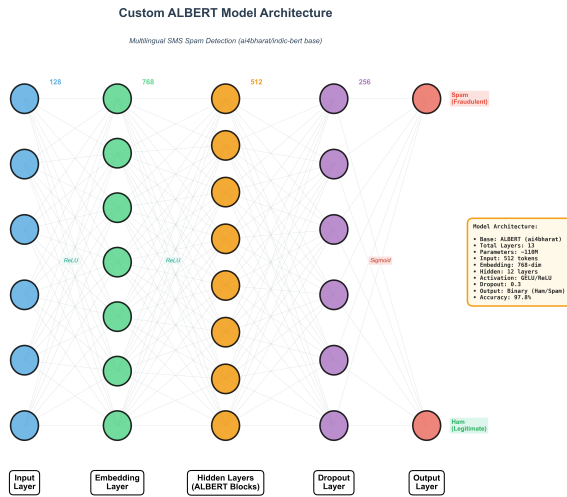 Custom ALBERT Model Architecture
Multilingual SMS Spam Detection (ai4bharat/indic-bert base)
128
768
512
256
Spam
(Fraudulent)
ReLU
ReLU
Sigmoid
Model Architecture:
• Base: ALBERT (ai4bharat)
• Total Layers: 13
• Parameters: ~110M
• Input: 512 tokens
• Embedding: 768-dim
• Hidden: 12 layers
• Activation: GELU/ReLU
• Dropout: 0.3
• Output: Binary (Ham/Spam)
• Accuracy: 97.8%
Ham
(Legitimate)
Input
Layer
Embedding
Layer
Hidden Layers
(ALBERT Blocks)
Dropout
Layer
Output
Layer